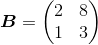 B = (2 8
1 3)